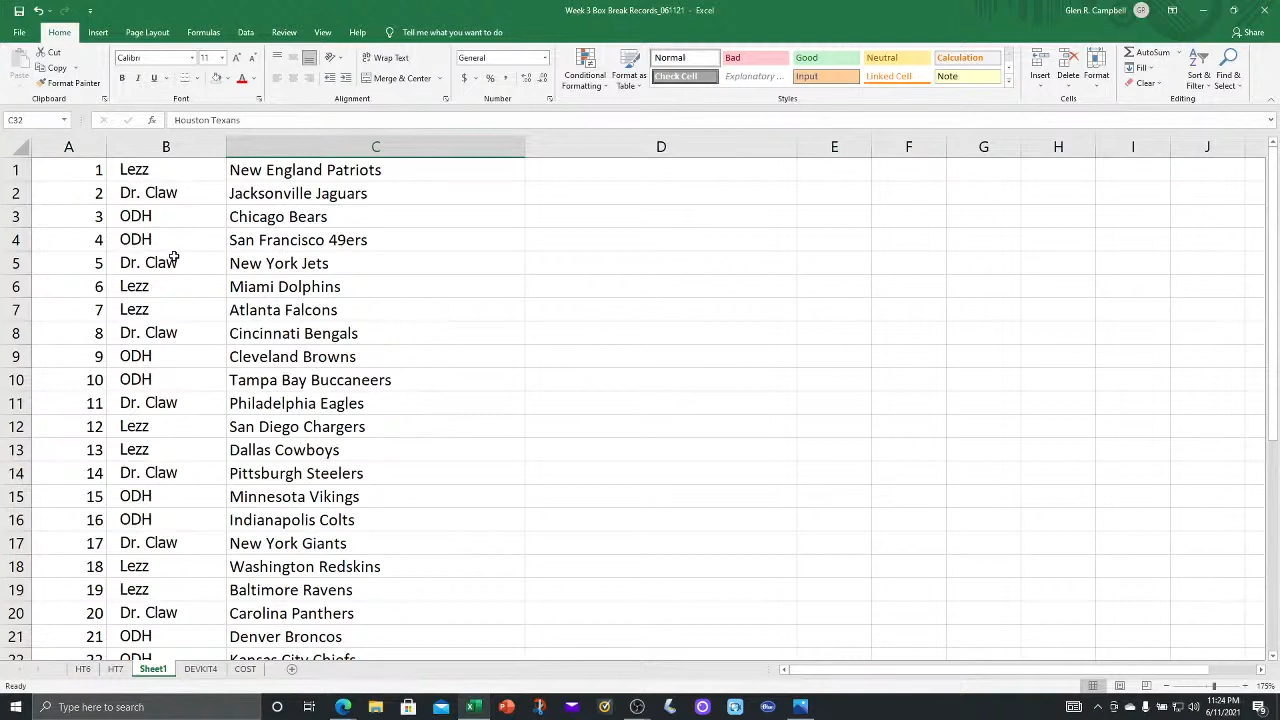 Week 3 Box Break Records_061121 - Excel
Glen R. Campbell GR
File Home Insert Page Layout Formulas Data Review View Help Tell me what you want to do Share
Cut
Copy
Format Painter
Paste
Clipboard
Calibri 11
B I U
Font
Wrap Text
Merge & Center
Alignment
General
$ % ,
Number
Conditional Formatting
Format as Table
Normal Bad Good Neutral Calculation
Check Cell Explanatory ... Input Linked Cell Note
Styles
Insert Delete Format
Cells
AutoSum
Fill
Clear
Sort & Filter
Find & Select
Editing
C32 fx Houston Texans
A B C D E F G H I J
1 1 Lezz New England Patriots
2 2 Dr. Claw Jacksonville Jaguars
3 3 ODH Chicago Bears
4 4 ODH San Francisco 49ers
5 5 Dr. Claw New York Jets
6 6 Lezz Miami Dolphins
7 7 Lezz Atlanta Falcons
8 8 Dr. Claw Cincinnati Bengals
9 9 ODH Cleveland Browns
10 10 ODH Tampa Bay Buccaneers
11 11 Dr. Claw Philadelphia Eagles
12 12 Lezz San Diego Chargers
13 13 Lezz Dallas Cowboys
14 14 Dr. Claw Pittsburgh Steelers
15 15 ODH Minnesota Vikings
16 16 ODH Indianapolis Colts
17 17 Dr. Claw New York Giants
18 18 Lezz Washington Redskins
19 19 Lezz Baltimore Ravens
20 20 Dr. Claw Carolina Panthers
21 21 ODH Denver Broncos
22 22 ODH Kansas City Chiefs
HT6 HT7 Sheet1 DEVKIT4 COST
Ready 175%
Type here to search
11:24 PM
6/11/2021